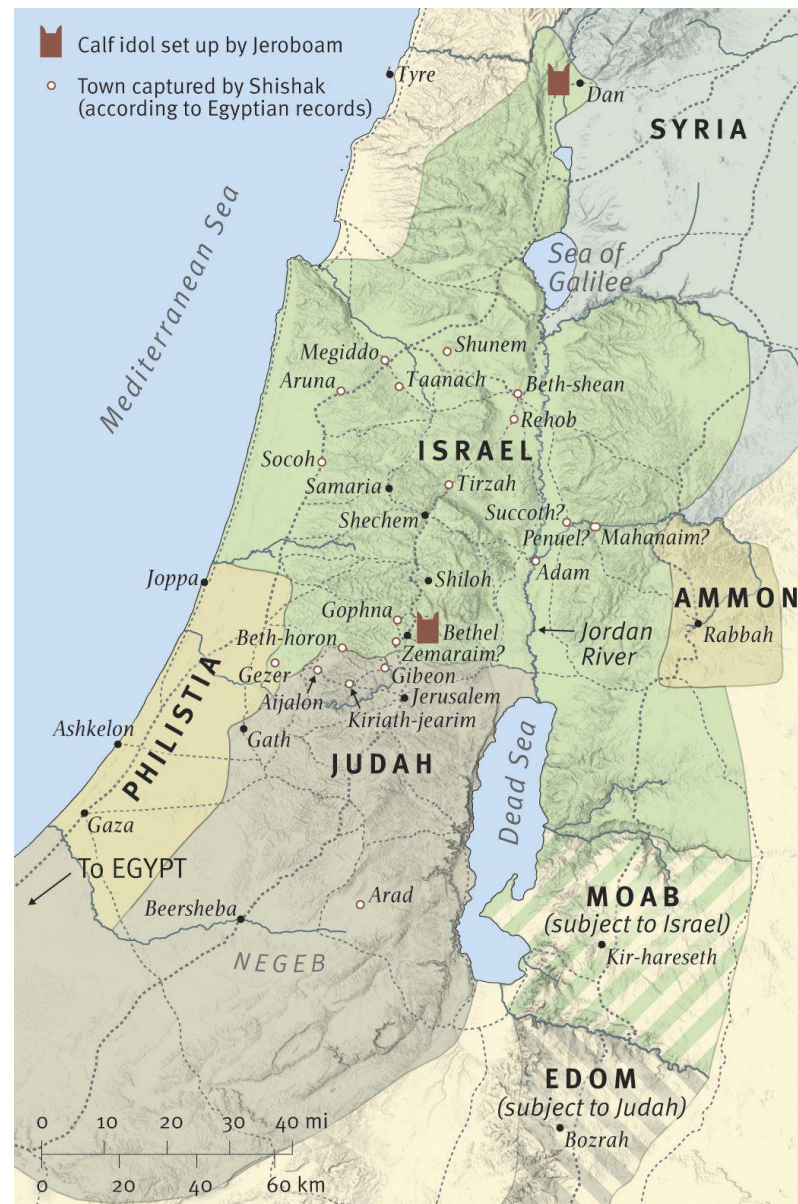 Calf idol set up by Jeroboam
Town captured by Shishak
(according to Egyptian records)
Tyre
Dan
SYRIA
Mediterranean Sea
Sea of
Galilee
Shunem
Megiddo
Taanach
Aruna
Beth-shean
Rehob
ISRAEL
Socoh
Samaria
Tirzah
Shechem
Succoth?
Penuel?
Mahanaim?
Adam
Joppa
Shiloh
AMMON
Rabbah
Gophna
Bethel
Beth-horon
Zemaraim?
Jordan
River
Gezer
Gibeon
Aijalon
Jerusalem
Kiriath-jearim
PHILISTIA
Ashkelon
Gath
JUDAH
Dead Sea
Gaza
To EGYPT
Arad
Beersheba
NEGEB
MOAB
(subject to Israel)
Kir-hareseth
EDOM
(subject to Judah)
Bozrah
0 10 20 30 40 mi
0 20 40 60 km